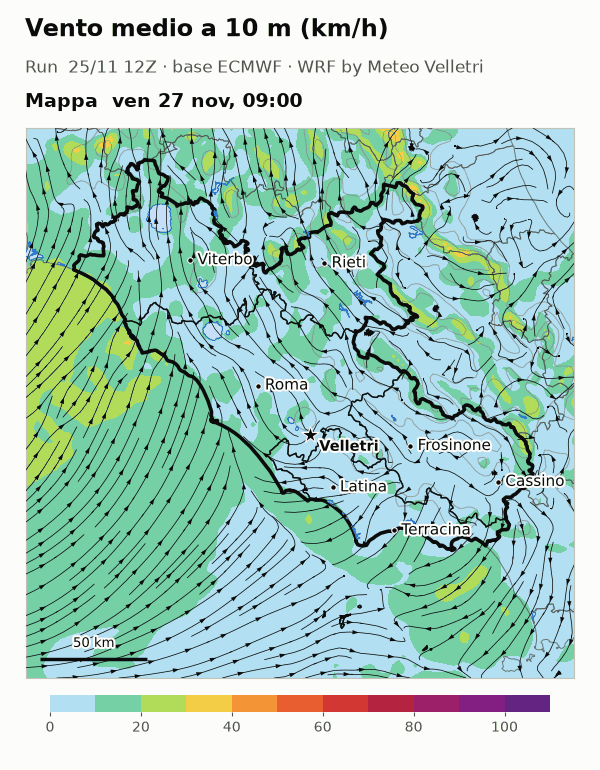 Vento medio a 10 m (km/h)
Run  25/11 12Z · base ECMWF · WRF by Meteo Velletri
Mappa  ven 27 nov, 09:00
Viterbo
Rieti
Roma
Velletri
Frosinone
Latina
Cassino
Terracina
50 km
0 20 40 60 80 100